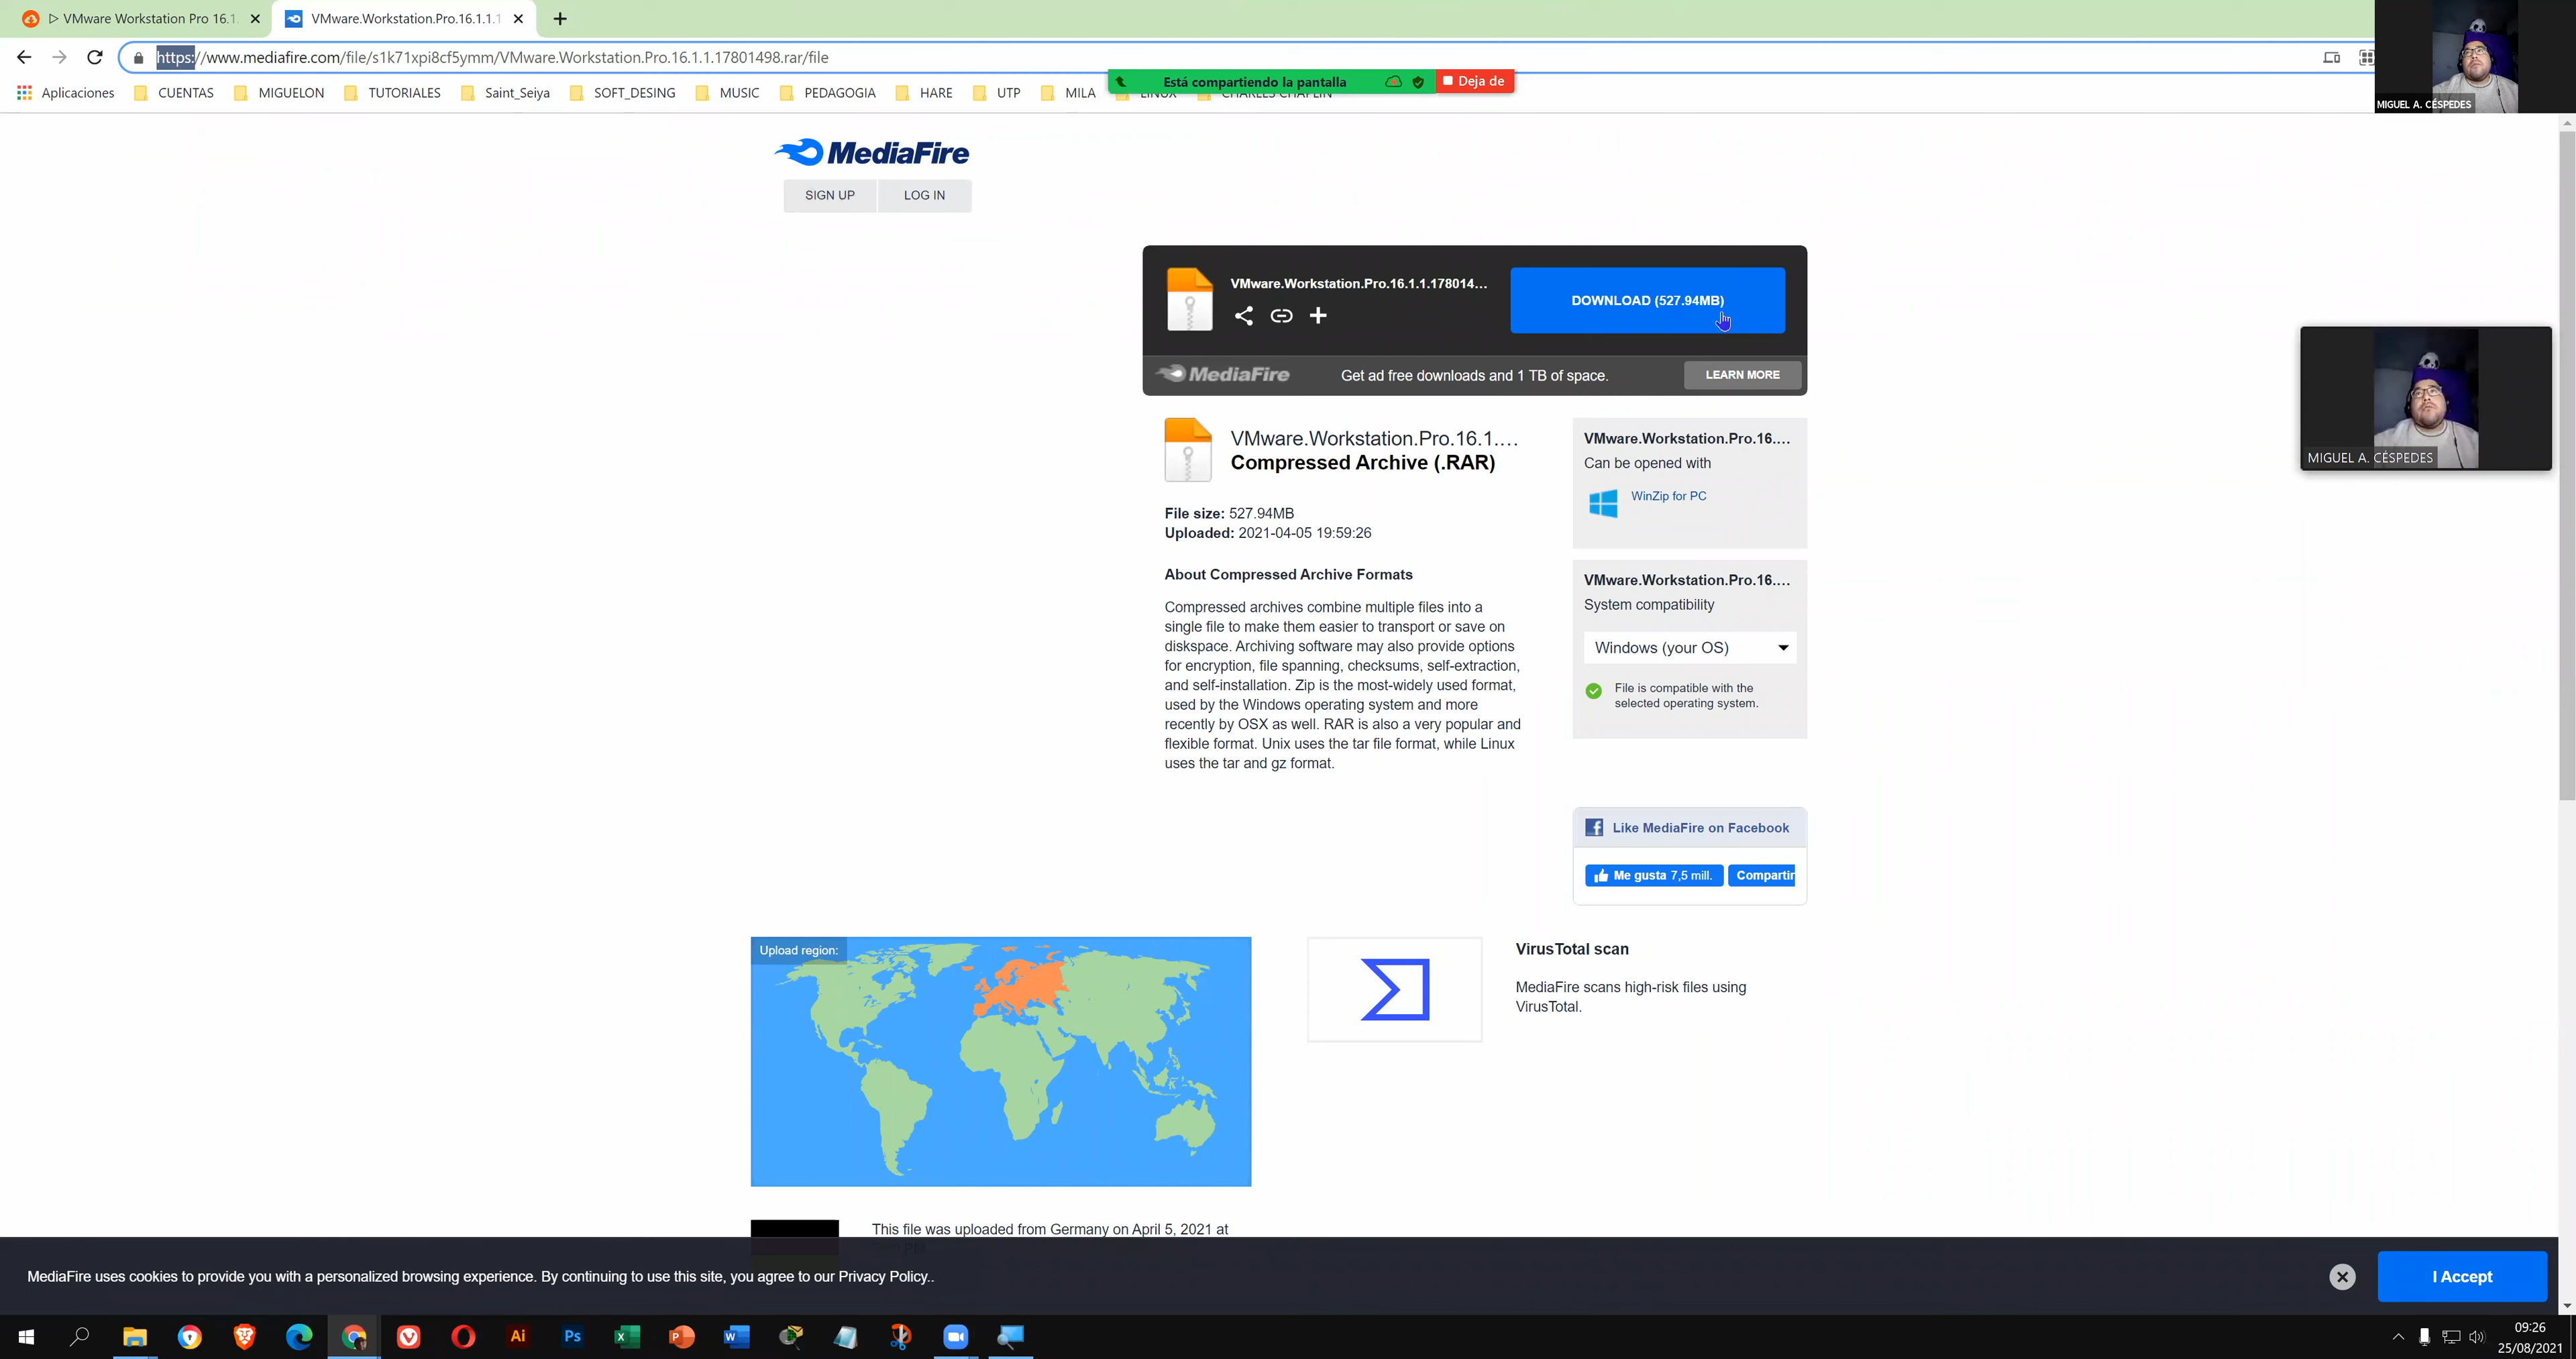 ▷ VMware Workstation Pro 16.1.
VMware.Workstation.Pro.16.1.1.1
https://www.mediafire.com/file/s1k71xpi8cf5ymm/VMware.Workstation.Pro.16.1.1.17801498.rar/file
Está compartiendo la pantalla
Deja de
Aplicaciones
CUENTAS
MIGUELON
TUTORIALES
Saint_Seiya
SOFT_DESING
MUSIC
PEDAGOGIA
HARE
UTP
MILA
LINUX
CHARLES CHAPLIN
MIGUEL A. CÉSPEDES
MediaFire
SIGN UP
LOG IN
VMware.Workstation.Pro.16.1.1.178014...
DOWNLOAD (527.94MB)
MediaFire
Get ad free downloads and 1 TB of space.
LEARN MORE
MIGUEL A. CÉSPEDES
VMware.Workstation.Pro.16.1....
Compressed Archive (.RAR)
File size: 527.94MB
Uploaded: 2021-04-05 19:59:26
About Compressed Archive Formats
Compressed archives combine multiple files into a
single file to make them easier to transport or save on
diskspace. Archiving software may also provide options
for encryption, file spanning, checksums, self-extraction,
and self-installation. Zip is the most-widely used format,
used by the Windows operating system and more
recently by OSX as well. RAR is also a very popular and
flexible format. Unix uses the tar file format, while Linux
uses the tar and gz format.
VMware.Workstation.Pro.16....
Can be opened with
WinZip for PC
VMware.Workstation.Pro.16....
System compatibility
Windows (your OS)
File is compatible with the
selected operating system.
Like MediaFire on Facebook
Me gusta 7,5 mill.
Compartir
Upload region:
VirusTotal scan
MediaFire scans high-risk files using
VirusTotal.
This file was uploaded from Germany on April 5, 2021 at
MediaFire uses cookies to provide you with a personalized browsing experience. By continuing to use this site, you agree to our Privacy Policy..
I Accept
Ai
Ps
09:26
25/08/2021